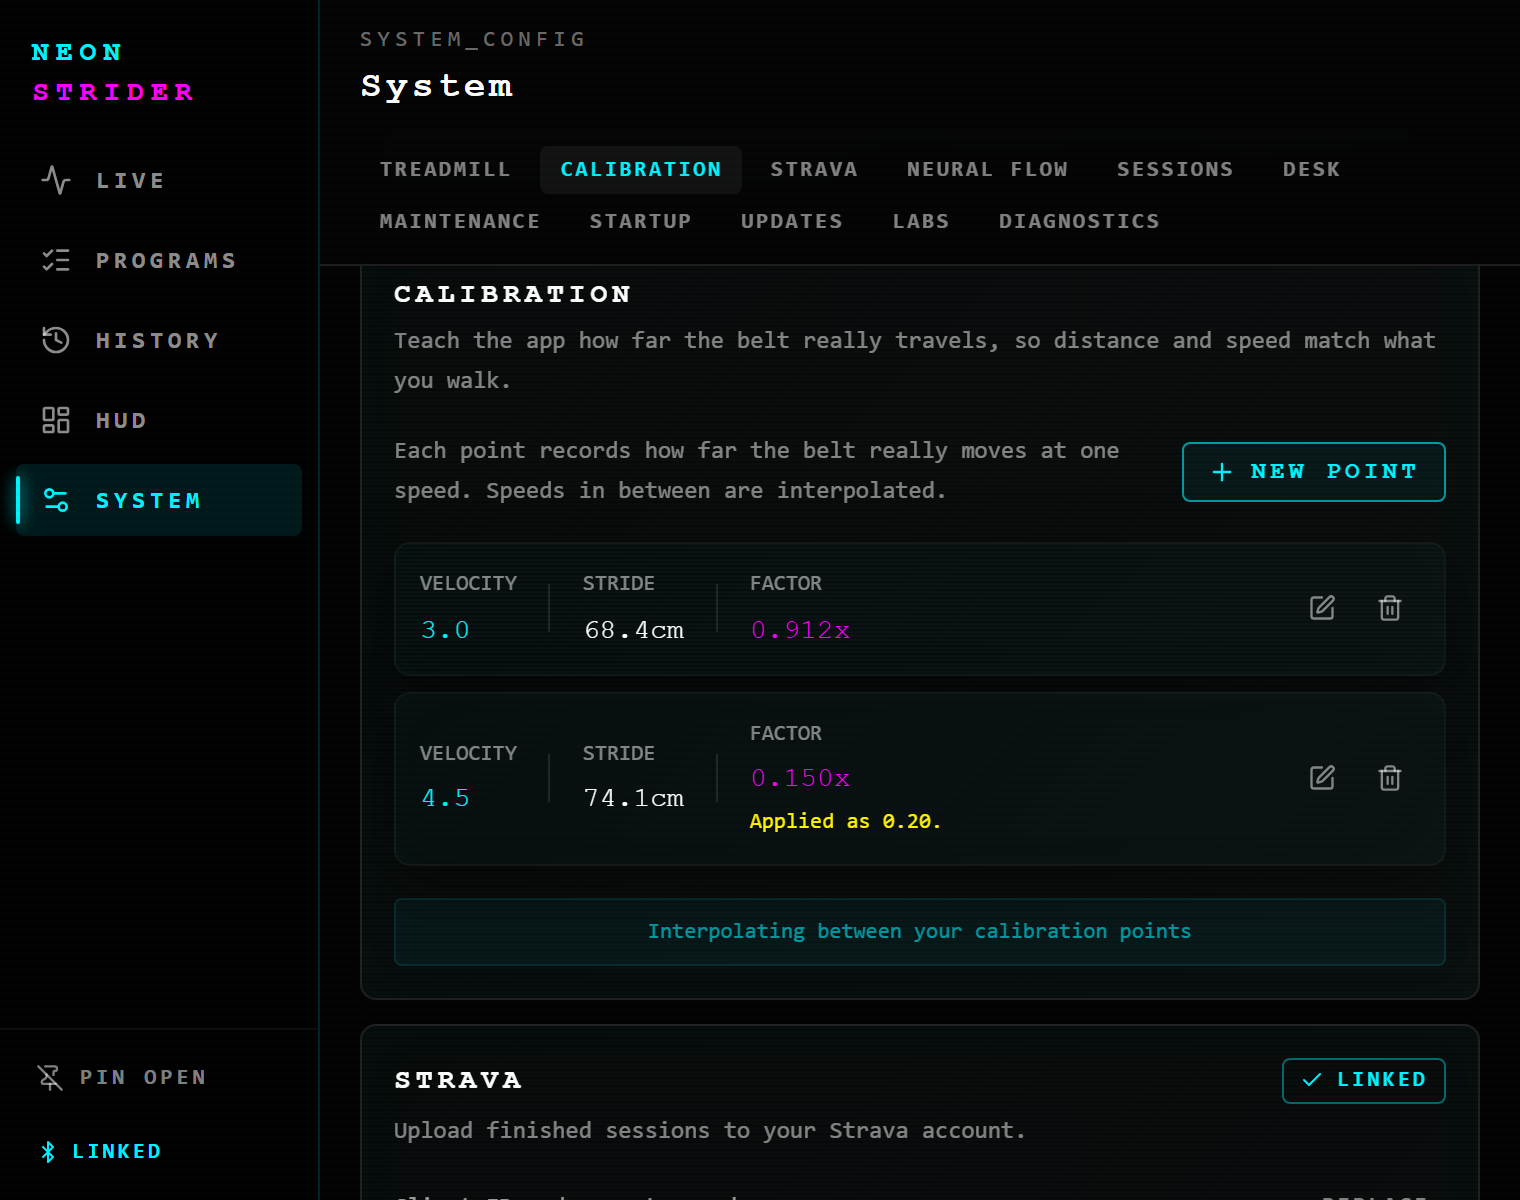 NEON
STRIDER
LIVE
PROGRAMS
HISTORY
HUD
SYSTEM
PIN OPEN
LINKED
SYSTEM_CONFIG
System
TREADMILL CALIBRATION STRAVA NEURAL FLOW SESSIONS DESK
MAINTENANCE STARTUP UPDATES LABS DIAGNOSTICS
CALIBRATION
Teach the app how far the belt really travels, so distance and speed match what
you walk.
Each point records how far the belt really moves at one
speed. Speeds in between are interpolated.
NEW POINT
VELOCITY STRIDE FACTOR
3.0 68.4cm 0.912x
VELOCITY STRIDE FACTOR
4.5 74.1cm 0.150x
Applied as 0.20.
Interpolating between your calibration points
STRAVA
LINKED
Upload finished sessions to your Strava account.